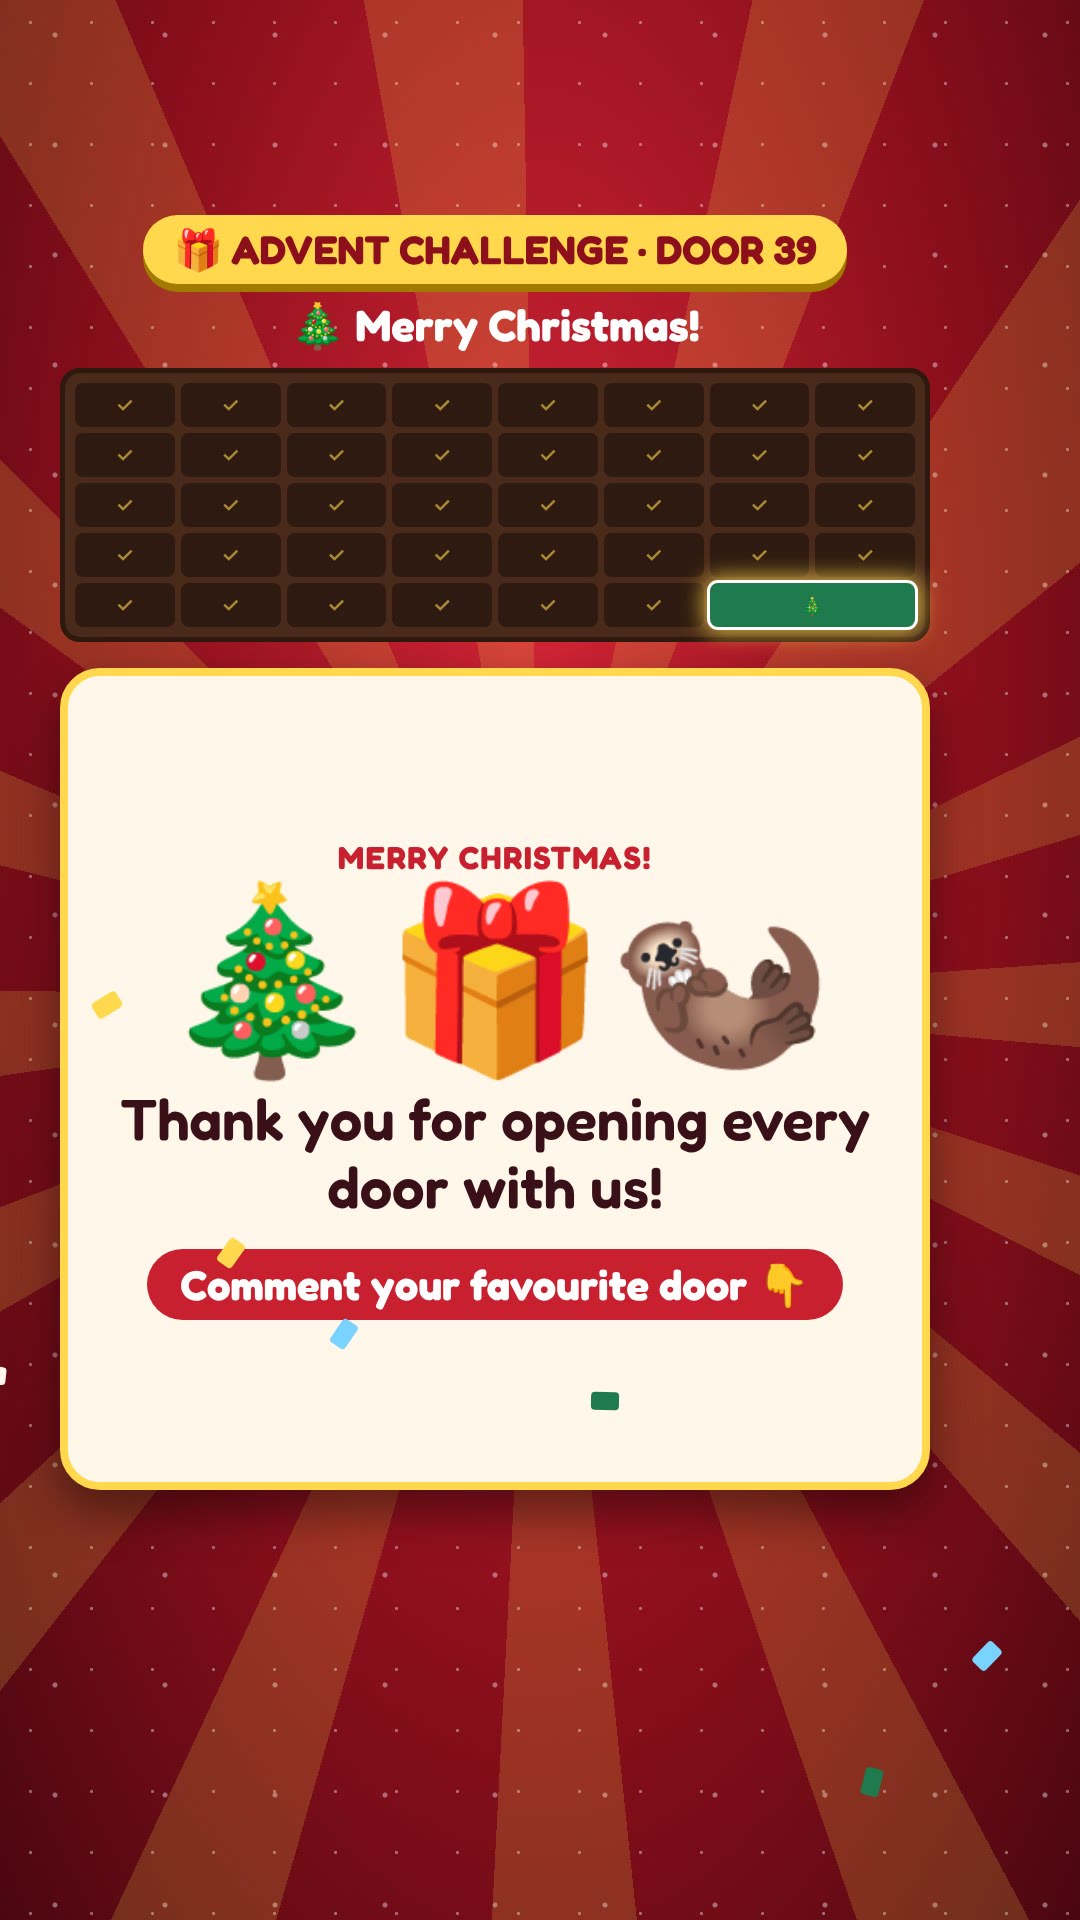 🎁 ADVENT CHALLENGE · DOOR 39
🎄 Merry Christmas!
MERRY CHRISTMAS!
Thank you for opening every
door with us!
Comment your favourite door 👇